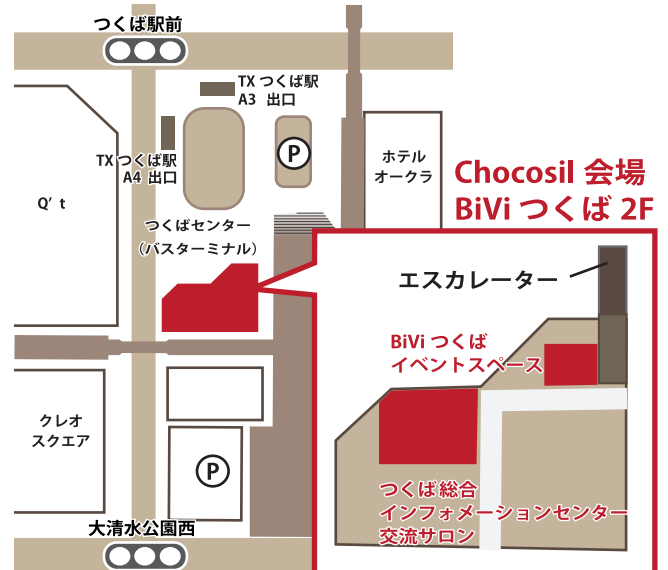 つくば駅前
TX つくば駅
A3 出口
TX つくば駅
A4 出口
P
ホテル
オークラ
Q' t
つくばセンター
（バスターミナル）
Chocosil 会場
BiVi つくば 2F
エスカレーター
BiVi つくば
イベントスペース
クレオ
スクエア
P
つくば総合
インフォメーションセンター
交流サロン
大清水公園西